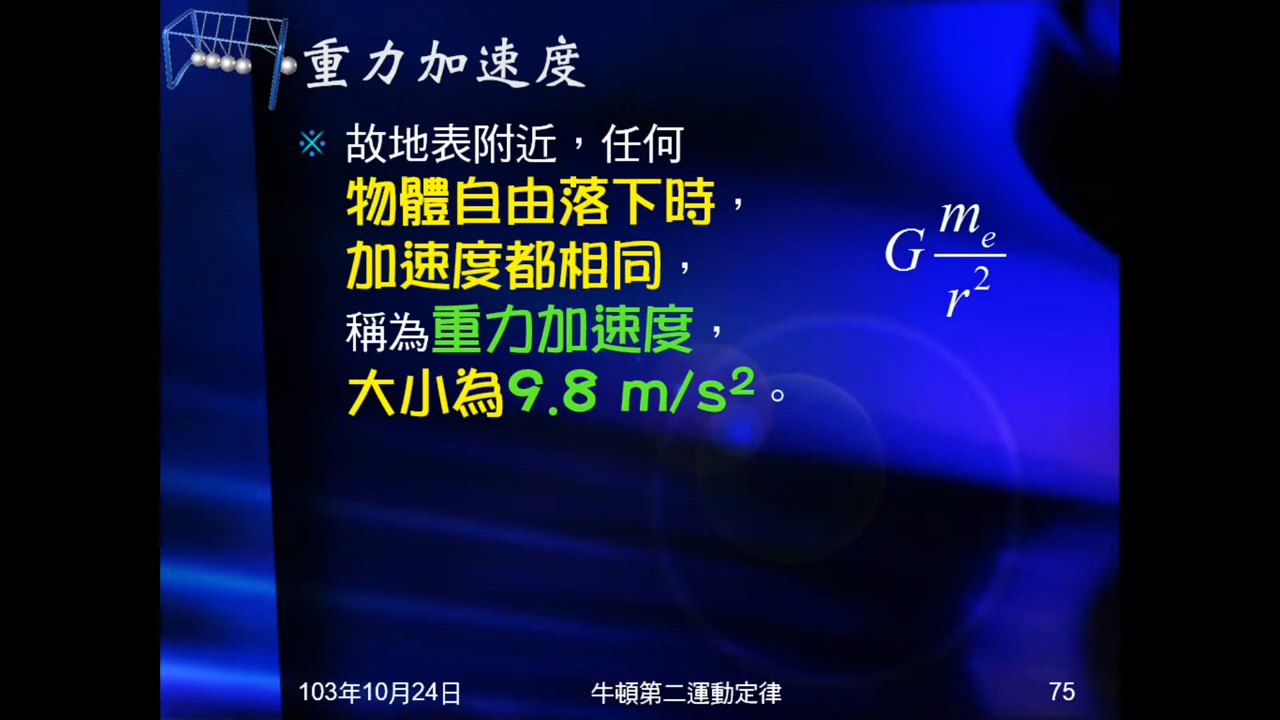 重力加速度
※ 故地表附近，任何
物體自由落下時，
加速度都相同，
稱為重力加速度，
大小為9.8 m/s²。
G mₑ/r²
103年10月24日
牛頓第二運動定律
75